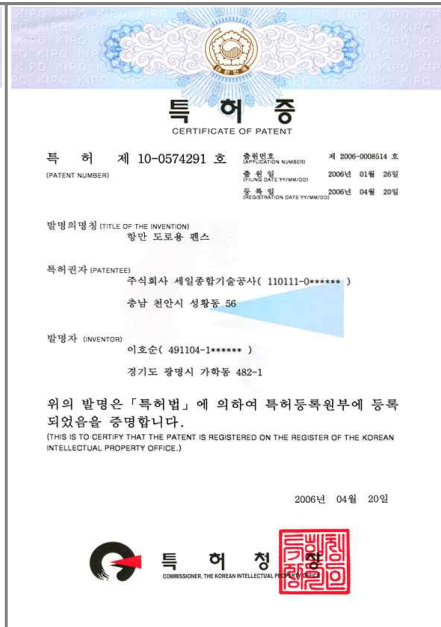 특허증
CERTIFICATE OF PATENT
특 허 제 10-0574291 호
(PATENT NUMBER)
출원번호 제 2006-0008514 호
(APPLICATION NUMBER)
출 원 일 2006년 01월 26일
(FILING DATE:YY/MM/DD)
등 록 일 2006년 04월 20일
(REGISTRATION DATE:YY/MM/DD)
발명의명칭 (TITLE OF THE INVENTION)
항만 도로용 펜스
특허권자 (PATENTEE)
주식회사 세일종합기술공사( 110111-0****** )
충남 천안시 성황동 56
발명자 (INVENTOR)
이호순( 491104-1****** )
경기도 광명시 가학동 482-1
위의 발명은「특허법」에 의하여 특허등록원부에 등록
되었음을 증명합니다.
(THIS IS TO CERTIFY THAT THE PATENT IS REGISTERED ON THE REGISTER OF THE KOREAN
INTELLECTUAL PROPERTY OFFICE.)
2006년 04월 20일
특 허 청 장
COMMISSIONER, THE KOREAN INTELLECTUAL PROPERTY OFFICE